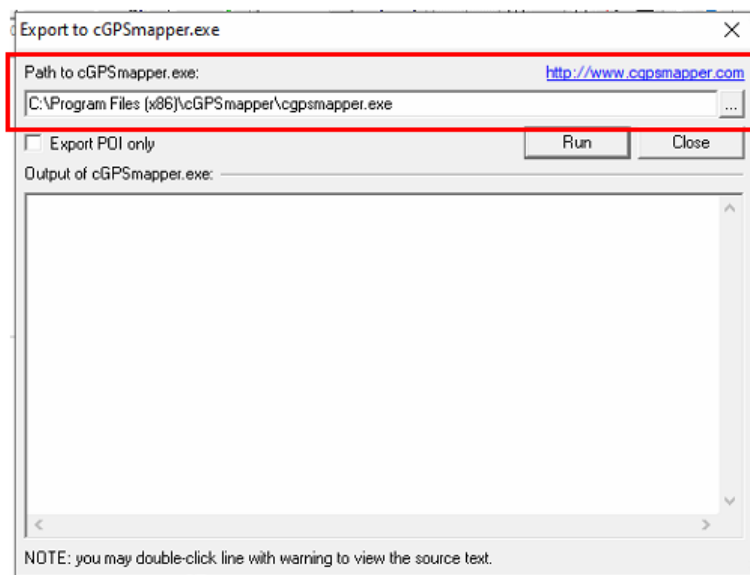 Export to cGPSmapper.exe
Path to cGPSmapper.exe: http://www.cgpsmapper.com
C:\Program Files (x86)\cGPSmapper\cgpsmapper.exe ...
Export POI only Run Close
Output of cGPSmapper.exe:
NOTE: you may double-click line with warning to view the source text.